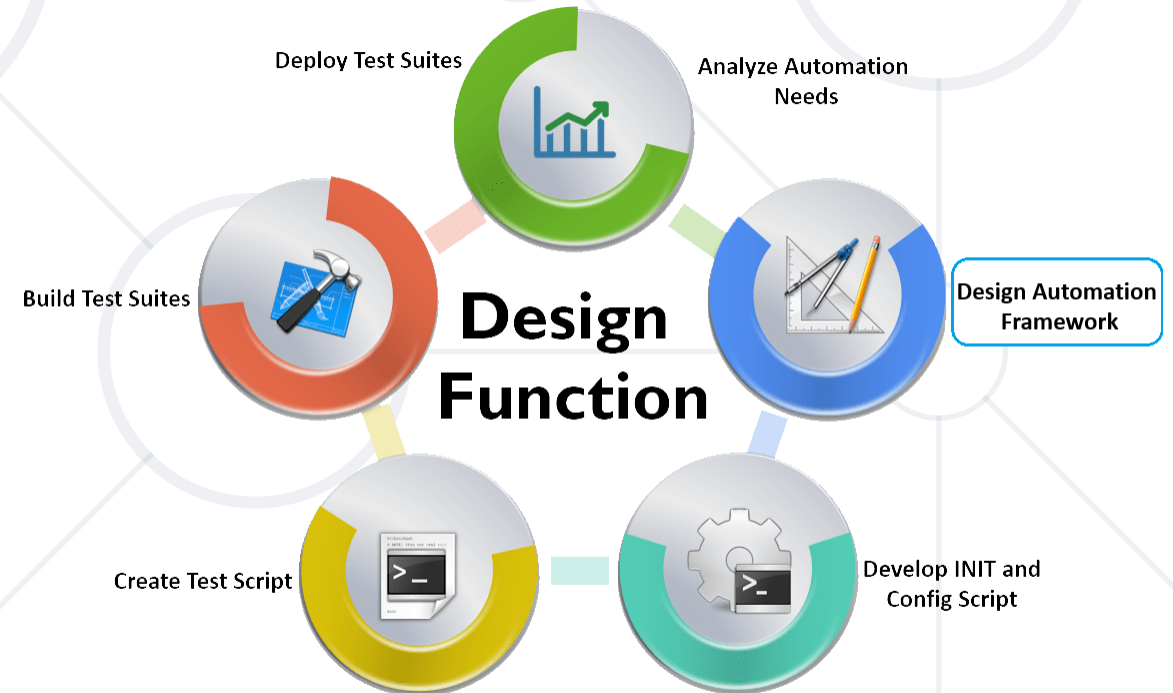 Deploy Test Suites
Analyze Automation
Needs
Build Test Suites
Design
Function
Design Automation
Framework
Create Test Script
>_
Develop INIT and
Config Script
>_